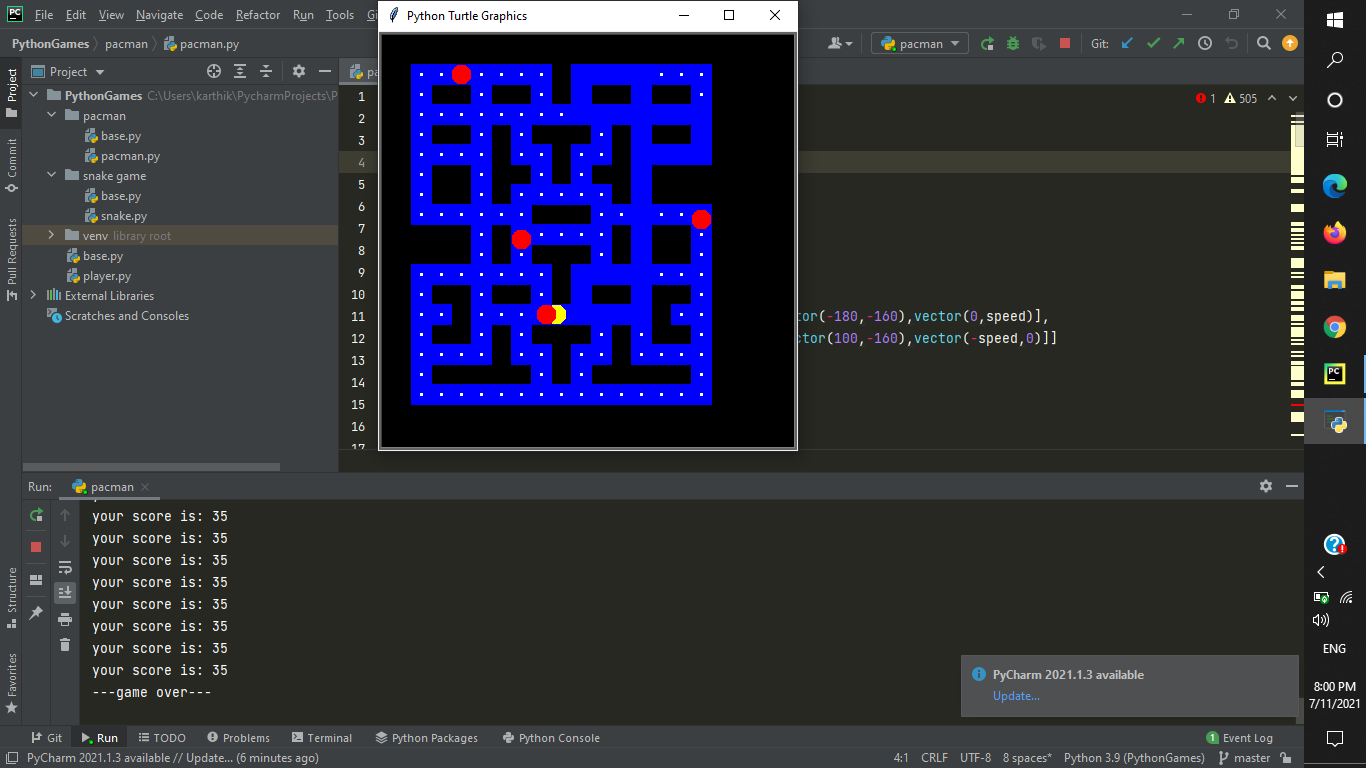 PC File Edit View Navigate Code Refactor Run Tools Python Turtle Graphics
PythonGames pacman pacman.py pacman Git:
Project
PythonGames C:\Users\karthik\PycharmProjects\P
pacman
base.py
pacman.py
snake game
base.py
snake.py
venv library root
base.py
player.py
External Libraries
Scratches and Consoles
Project
Commit
Pull Requests
Structure
Favorites
1
2
3
4
5
6
7
8
9
10
11
12
13
14
15
16
17
1 505
(-180,-160),vector(0,speed)],
(100,-160),vector(-speed,0)]]
Run: pacman
your score is: 35
your score is: 35
your score is: 35
your score is: 35
your score is: 35
your score is: 35
your score is: 35
your score is: 35
---game over---
PyCharm 2021.1.3 available
Update...
Git Run TODO Problems Terminal Python Packages Python Console 1 Event Log
PyCharm 2021.1.3 available // Update... (6 minutes ago) 4:1 CRLF UTF-8 8 spaces* Python 3.9 (PythonGames) master
PC
ENG
8:00 PM
7/11/2021